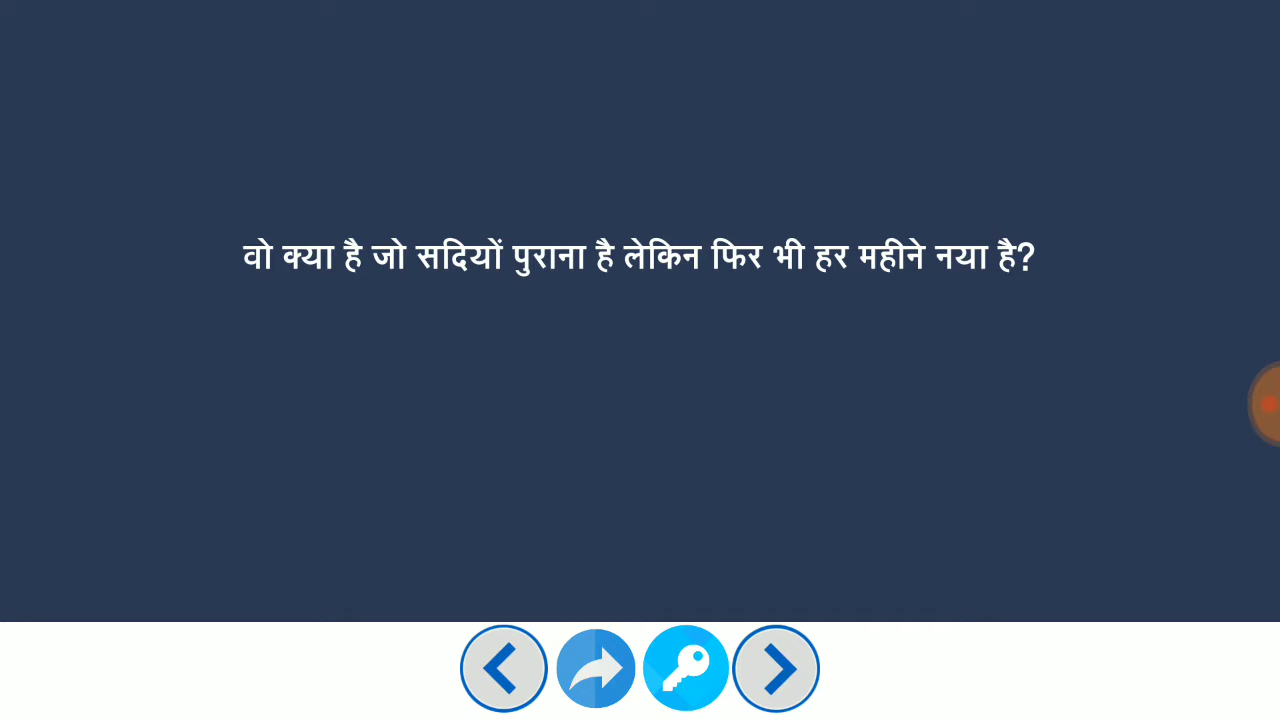 वो क्या है जो सदियों पुराना है लेकिन फिर भी हर महीने नया है?